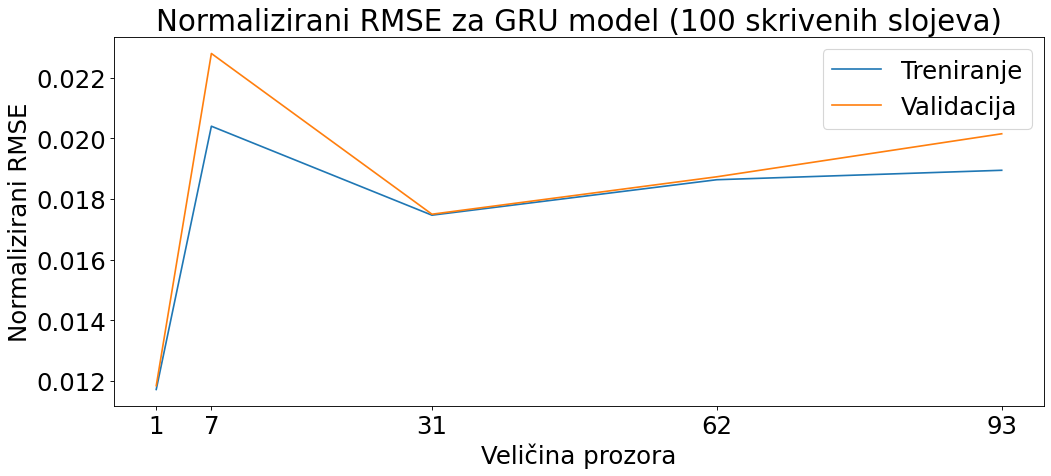 Normalizirani RMSE za GRU model (100 skrivenih slojeva)
Normalizirani RMSE
0.022
0.020
0.018
0.016
0.014
0.012
Treniranje
Validacija
1 7 31 62 93
Veličina prozora